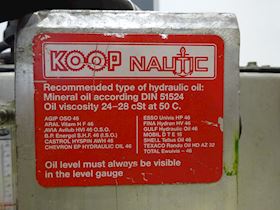 KOOP NAUTIC
Recommended type of hydraulic oil:
Mineral oil according DIN 51524
Oil viscosity 24-28 cSt at 50 C.
AGIP OSO 46
ARAL Vitam H F 46
AVIA Avilub HVI 46 O.S.O.
B.P. Energol S.H.F. 46 (I.S.O.)
CASTROL HYSPIN AWH 46
CHEVRON EP HYDRAULIC OIL 46
ESSO Univis HP 46
FINA Hydran HV 46
GULF Hydraulic Oil 46
MOBIL D T E 15
SHELL Tellus Oil 46
TEXACO Rando Oil HD AZ 32
TOTAL Ewulvis - 46
Oil level must always be visible
in the level gauge